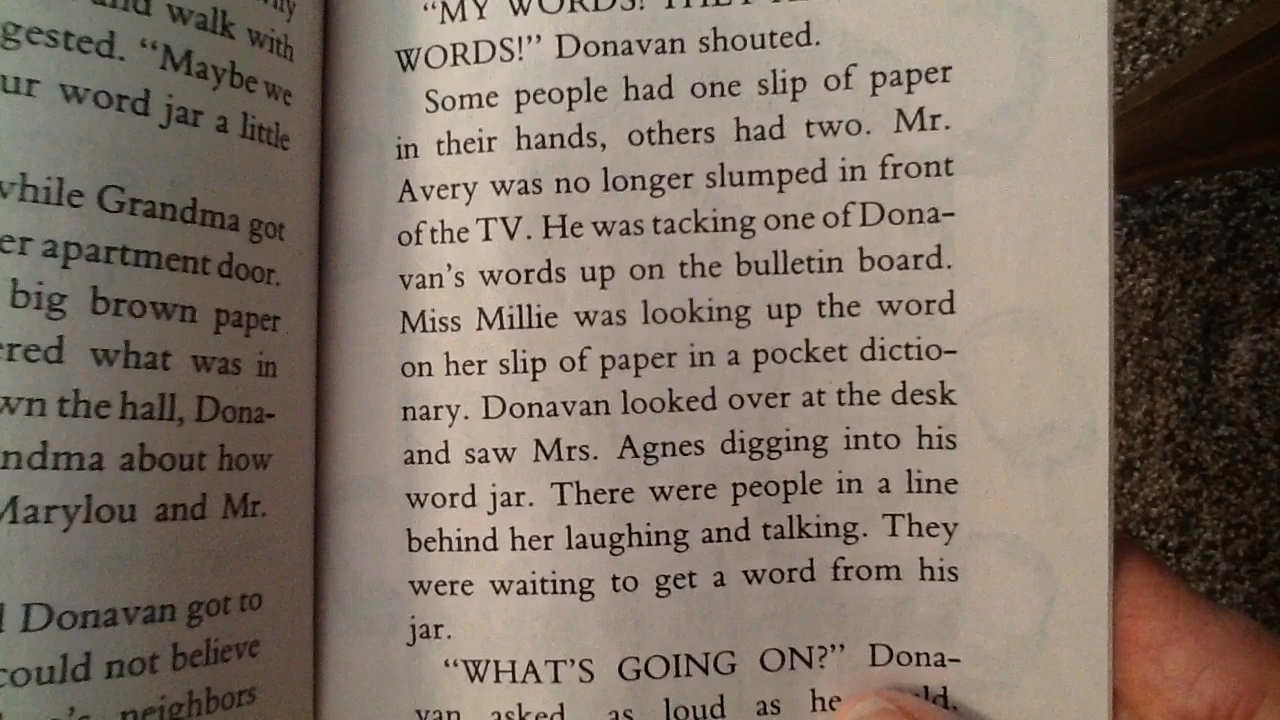 walk with
gested. "Maybe we
ur word jar a little
while Grandma got
er apartment door.
big brown paper
red what was in
wn the hall, Dona-
ndma about how
Marylou and Mr.
Donavan got to
could not believe
neighbors
"MY WORDS!
WORDS!" Donavan shouted.
Some people had one slip of paper
in their hands, others had two. Mr.
Avery was no longer slumped in front
of the TV. He was tacking one of Dona-
van's words up on the bulletin board.
Miss Millie was looking up the word
on her slip of paper in a pocket dictio-
nary. Donavan looked over at the desk
and saw Mrs. Agnes digging into his
word jar. There were people in a line
behind her laughing and talking. They
were waiting to get a word from his
jar.
"WHAT'S GOING ON?" Dona-
van asked as loud as he